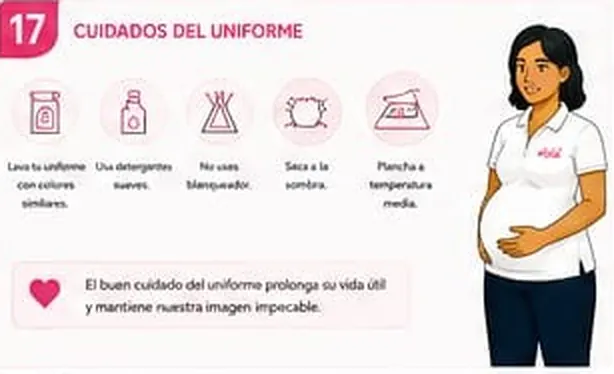 17
CUIDADOS DEL UNIFORME
Lava tu uniforme
con colores
similares.
Usa detergentes
suaves.
No uses
blanqueador.
Seca a la
sombra.
Plancha a
temperatura
media.
El buen cuidado del uniforme prolonga su vida útil
y mantiene nuestra imagen impecable.